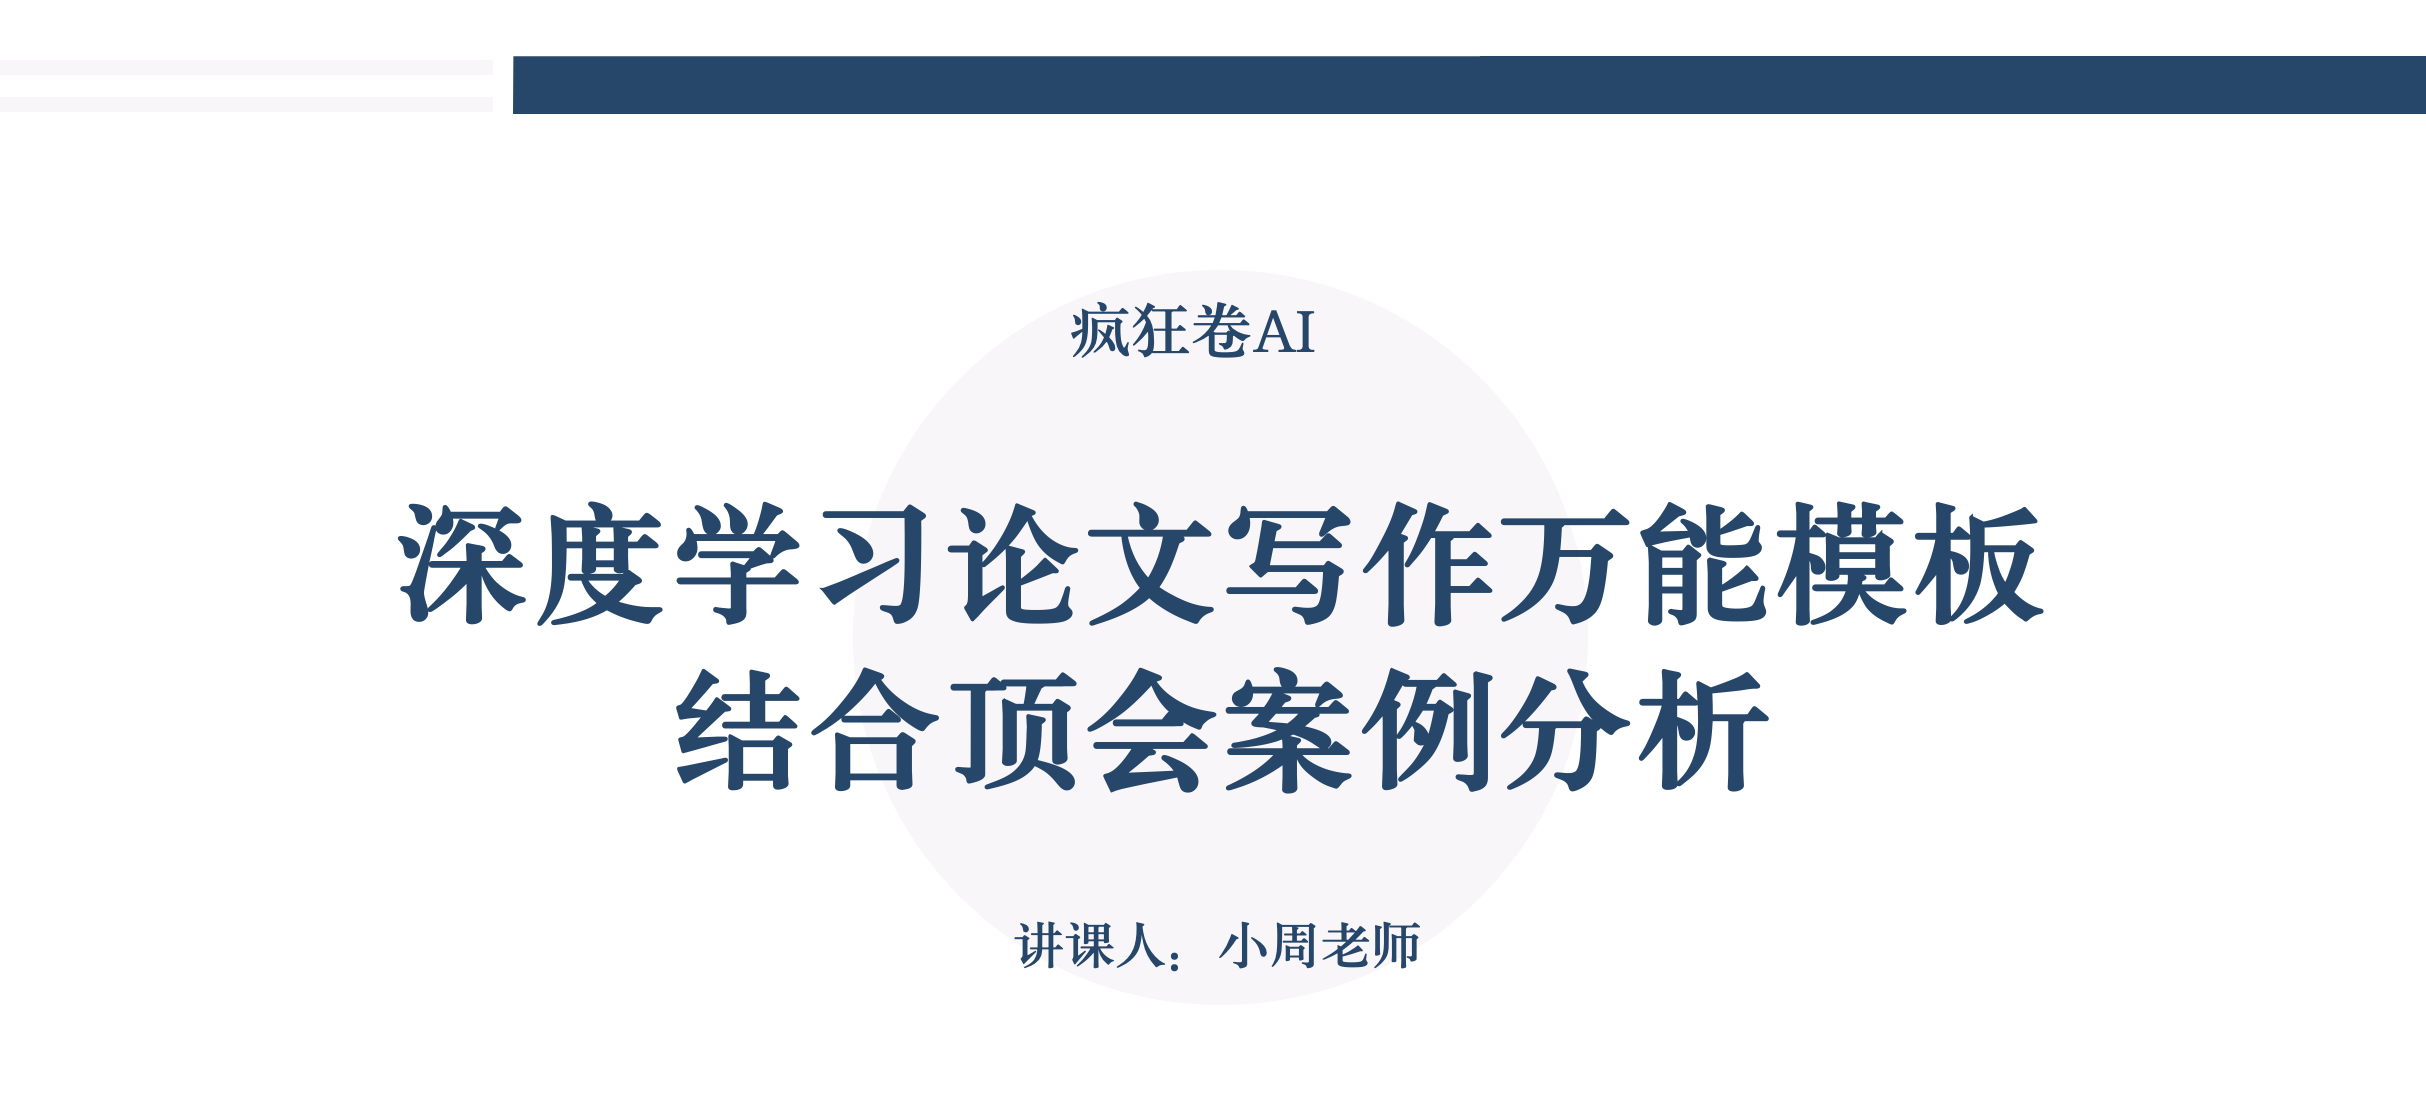 疯狂卷AI
深度学习论文写作万能模板
结合顶会案例分析
讲课人：小周老师